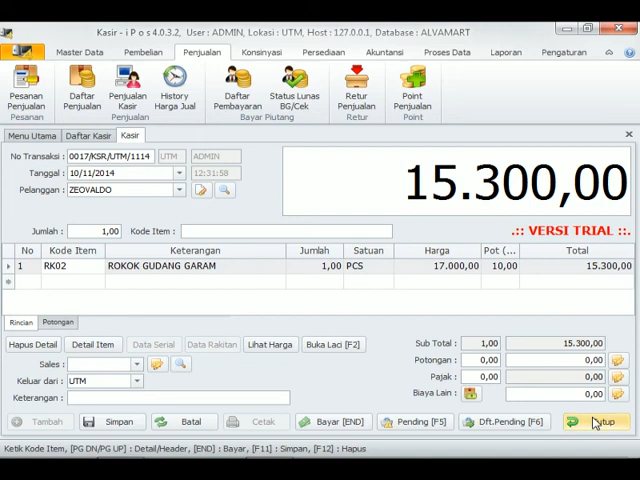 Kasir - i P o s 4.0.3.2, User : ADMIN, Lokasi : UTM, Host : 127.0.0.1, Database : ALVAMART
Master Data Pembelian Penjualan Konsinyasi Persediaan Akuntansi Proses Data Laporan Pengaturan
Pesanan Penjualan
Daftar Penjualan
Penjualan Kasir
History Harga Jual
Daftar Pembayaran
Status Lunas BG/Cek
Retur Penjualan
Point Penjualan
Pesanan Penjualan Bayar Piutang Retur Point
Menu Utama Daftar Kasir Kasir
No Transaksi : 0017/KSR/UTM/1114 UTM ADMIN
Tanggal : 10/11/2014 12:31:58
Pelanggan : ZEOVALDO
15.300,00
Jumlah : 1,00 Kode Item :
.:: VERSI TRIAL ::.
No Kode Item Keterangan Jumlah Satuan Harga Pot (... Total
1 RK02 ROKOK GUDANG GARAM 1,00 PCS 17.000,00 10,00 15.300,00
Rincian Potongan
Hapus Detail Detail Item Data Serial Data Rakitan Lihat Harga Buka Laci [F2]
Sub Total : 1,00 15.300,00
Sales :
Potongan : 0,00 0,00
Keluar dari : UTM
Pajak : 0,00 0,00
Keterangan :
Biaya Lain : 0,00
Tambah Simpan Batal Cetak Bayar [END] Pending [F5] Dft.Pending [F6]
Ketik Kode Item, [PG DN/PG UP] : Detail/Header, [END] : Bayar, [F11] : Simpan, [F12] : Hapus